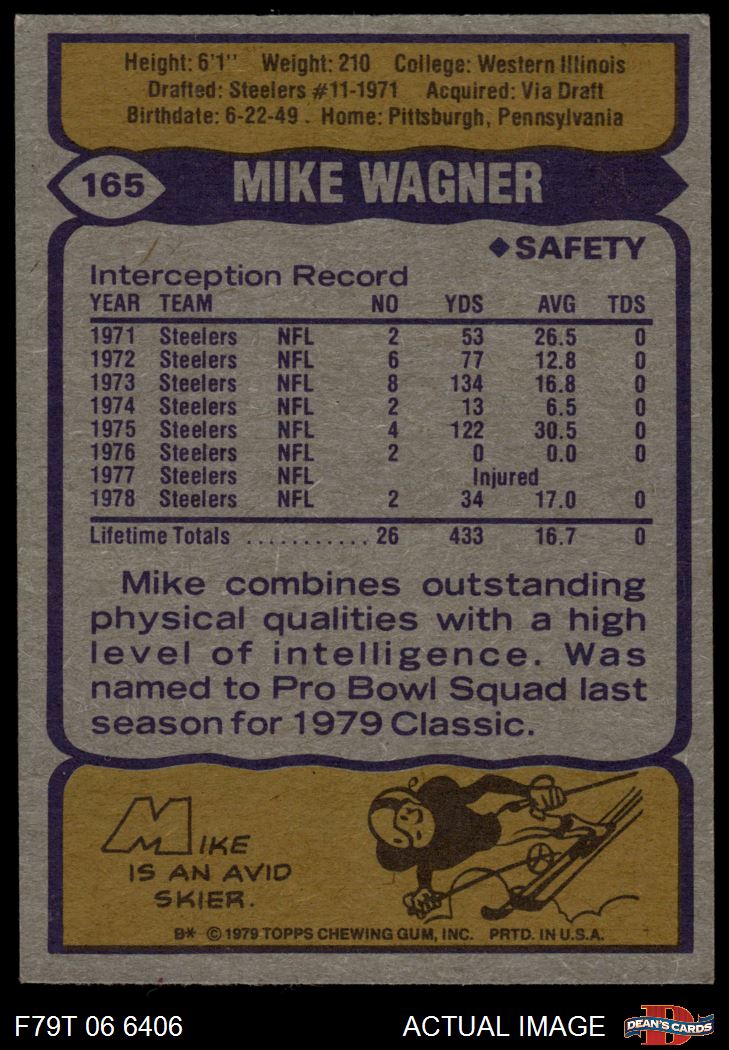 Height: 6'1" Weight: 210 College: Western Illinois
Drafted: Steelers #11-1971 Acquired: Via Draft
Birthdate: 6-22-49. Home: Pittsburgh, Pennsylvania
165 MIKE WAGNER
◆SAFETY
Interception Record
YEAR TEAM NO YDS AVG TDS
1971 Steelers NFL 2 53 26.5 0
1972 Steelers NFL 6 77 12.8 0
1973 Steelers NFL 8 134 16.8 0
1974 Steelers NFL 2 13 6.5 0
1975 Steelers NFL 4 122 30.5 0
1976 Steelers NFL 2 0 0.0 0
1977 Steelers NFL Injured
1978 Steelers NFL 2 34 17.0 0
Lifetime Totals ........... 26 433 16.7 0
Mike combines outstanding
physical qualities with a high
level of intelligence. Was
named to Pro Bowl Squad last
season for 1979 Classic.
MIKE
IS AN AVID
SKIER.
B* © 1979 TOPPS CHEWING GUM, INC. PRTD. IN U.S.A.
F79T 06 6406 ACTUAL IMAGE DEAN'S CARDS